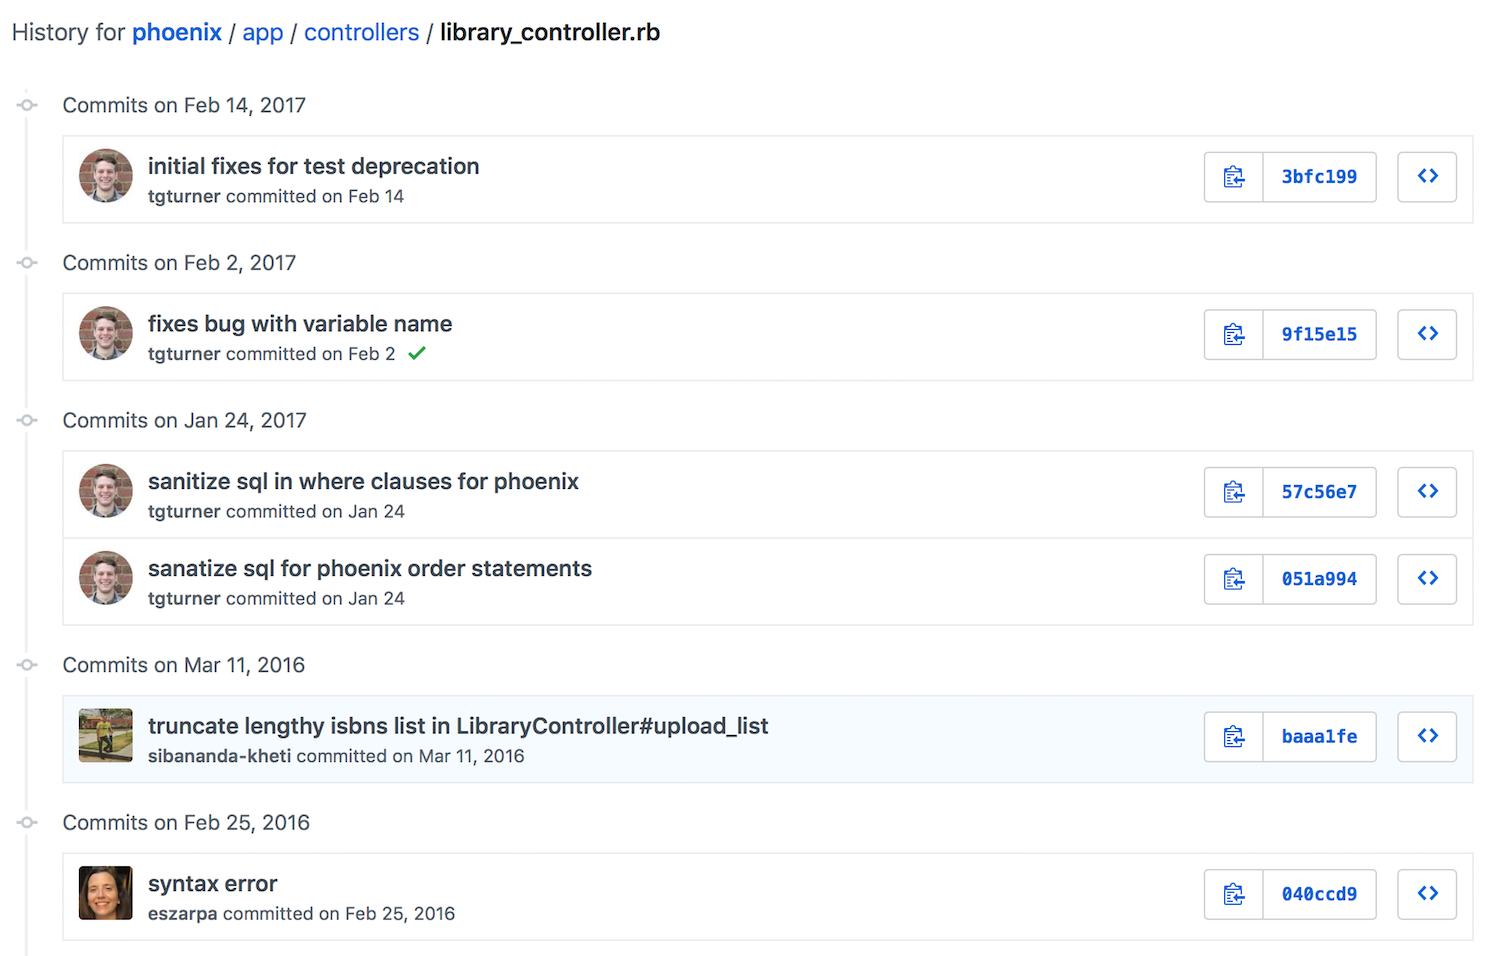 History for phoenix / app / controllers / library_controller.rb
Commits on Feb 14, 2017
initial fixes for test deprecation
tgturner committed on Feb 14
3bfc199
Commits on Feb 2, 2017
fixes bug with variable name
tgturner committed on Feb 2
9f15e15
Commits on Jan 24, 2017
sanitize sql in where clauses for phoenix
tgturner committed on Jan 24
57c56e7
sanatize sql for phoenix order statements
tgturner committed on Jan 24
051a994
Commits on Mar 11, 2016
truncate lengthy isbns list in LibraryController#upload_list
sibananda-kheti committed on Mar 11, 2016
baaa1fe
Commits on Feb 25, 2016
syntax error
eszarpa committed on Feb 25, 2016
040ccd9